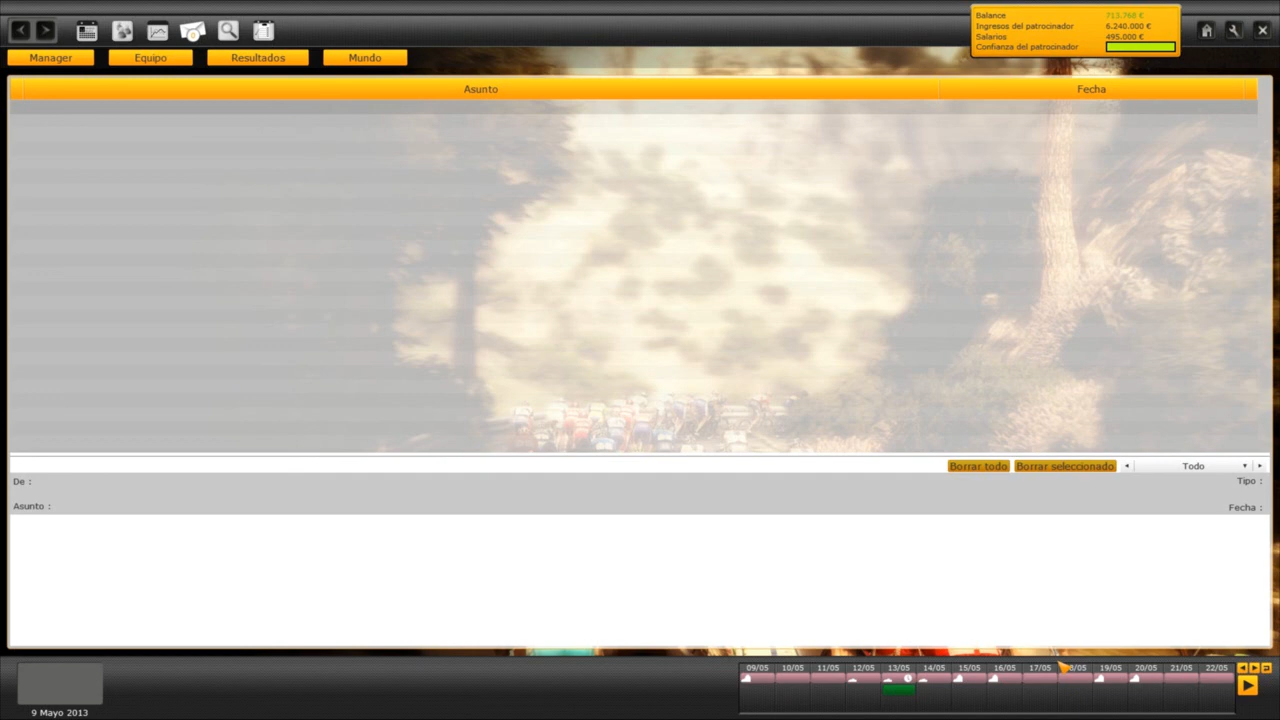 Balance 713.768 €
Ingresos del patrocinador 6.240.000 €
Salarios 495.000 €
Confianza del patrocinador
Manager Equipo Resultados Mundo
Asunto Fecha
0
Borrar todo Borrar seleccionado Todo
De : Tipo :
Asunto : Fecha :
09/05 10/05 11/05 12/05 13/05 14/05 15/05 16/05 17/05 8/05 19/05 20/05 21/05 22/05
9 Mayo 2013